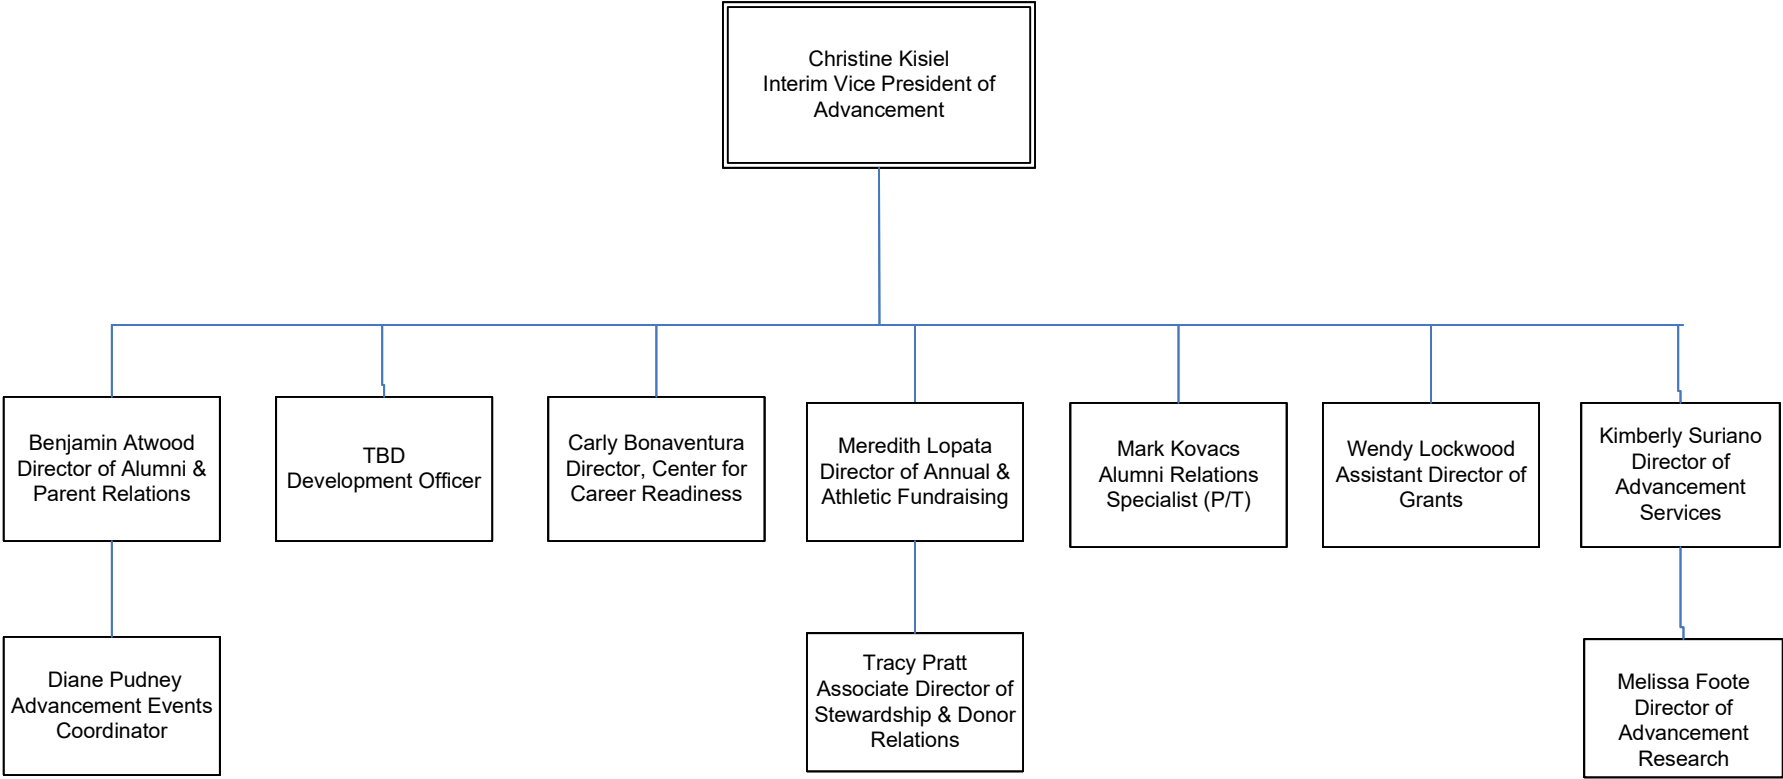 Christine Kisiel
Interim Vice President of
Advancement
Benjamin Atwood
Director of Alumni &
Parent Relations
TBD
Development Officer
Carly Bonaventura
Director, Center for
Career Readiness
Meredith Lopata
Director of Annual &
Athletic Fundraising
Mark Kovacs
Alumni Relations
Specialist (P/T)
Wendy Lockwood
Assistant Director of
Grants
Kimberly Suriano
Director of
Advancement
Services
Diane Pudney
Advancement Events
Coordinator
Tracy Pratt
Associate Director of
Stewardship & Donor
Relations
Melissa Foote
Director of
Advancement
Research